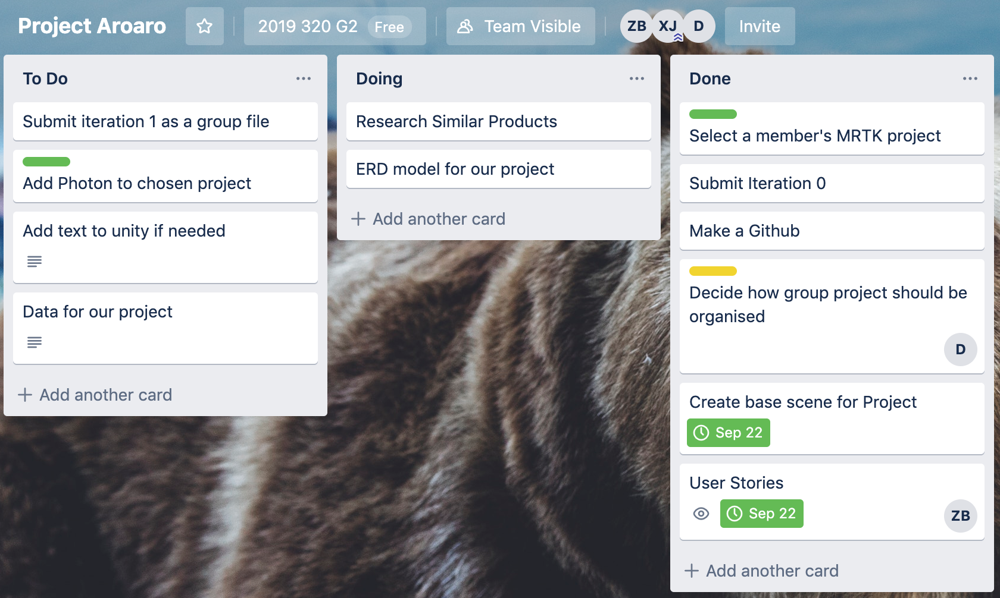 Project Aroaro
2019 320 G2 Free
Team Visible
ZB XJ D
Invite
To Do
Submit iteration 1 as a group file
Add Photon to chosen project
Add text to unity if needed
Data for our project
+ Add another card
Doing
Research Similar Products
ERD model for our project
+ Add another card
Done
Select a member's MRTK project
Submit Iteration 0
Make a Github
Decide how group project should be
organised
D
Create base scene for Project
Sep 22
User Stories
Sep 22
ZB
+ Add another card